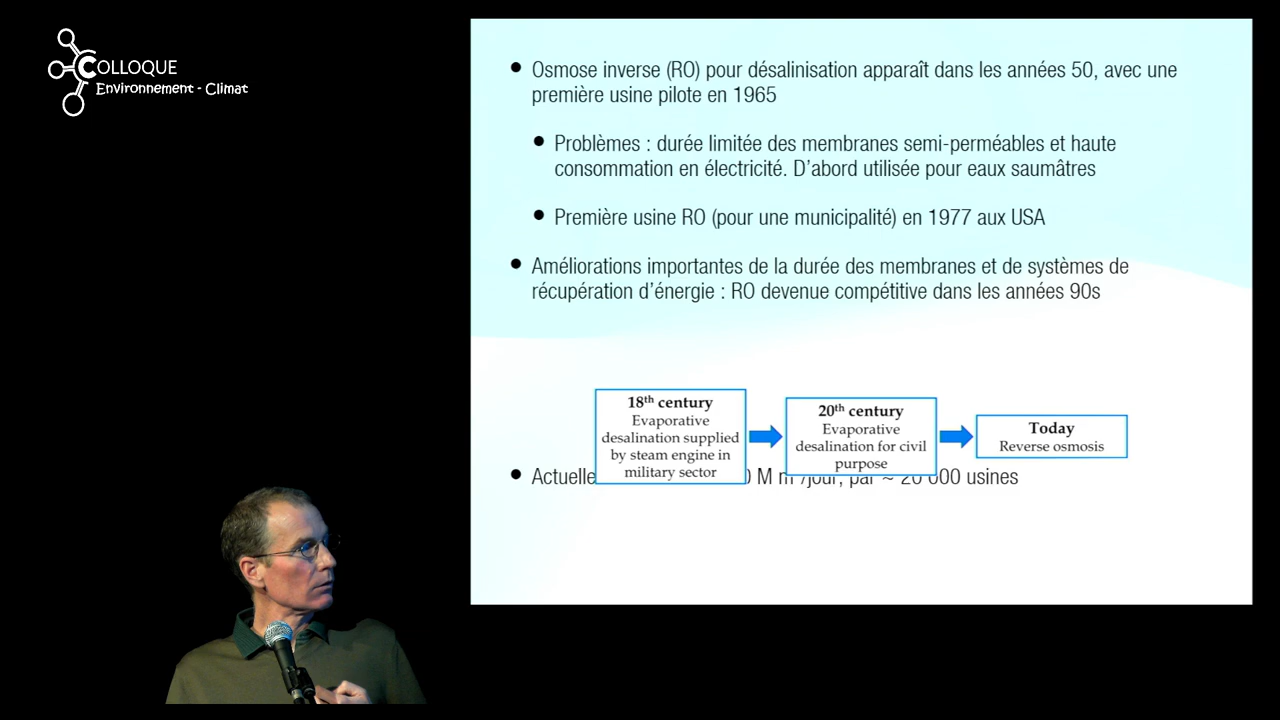 COLLOQUE
Environnement - Climat
• Osmose inverse (RO) pour désalinisation apparaît dans les années 50, avec une
première usine pilote en 1965
• Problèmes : durée limitée des membranes semi-perméables et haute
consommation en électricité. D'abord utilisée pour eaux saumâtres
• Première usine RO (pour une municipalité) en 1977 aux USA
• Améliorations importantes de la durée des membranes et de systèmes de
récupération d'énergie : RO devenue compétitive dans les années 90s
18th century
Evaporative
desalination supplied
by steam engine in
military sector
20th century
Evaporative
desalination for civil
purpose
Today
Reverse osmosis
• Actuelle M m /jour, par ~ 20 000 usines